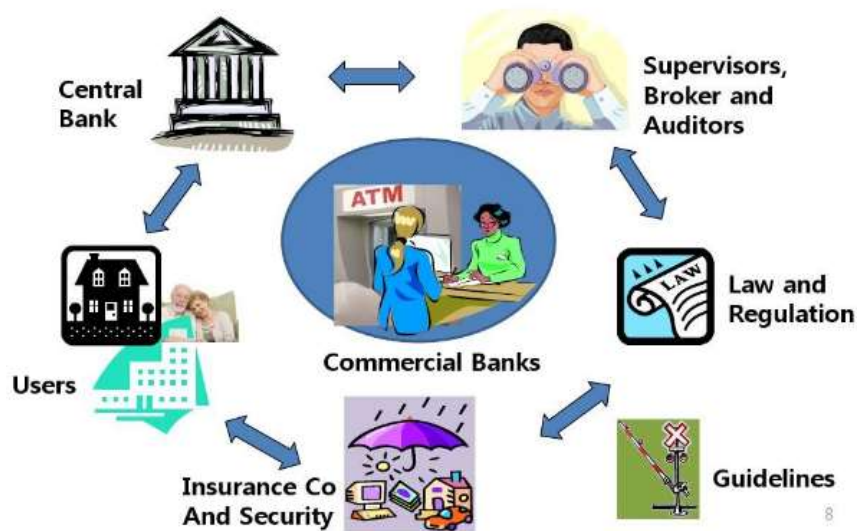 Central
Bank
Supervisors,
Broker and
Auditors
ATM
LAW
Law and
Regulation
Commercial Banks
Users
Insurance Co
And Security
Guidelines
8